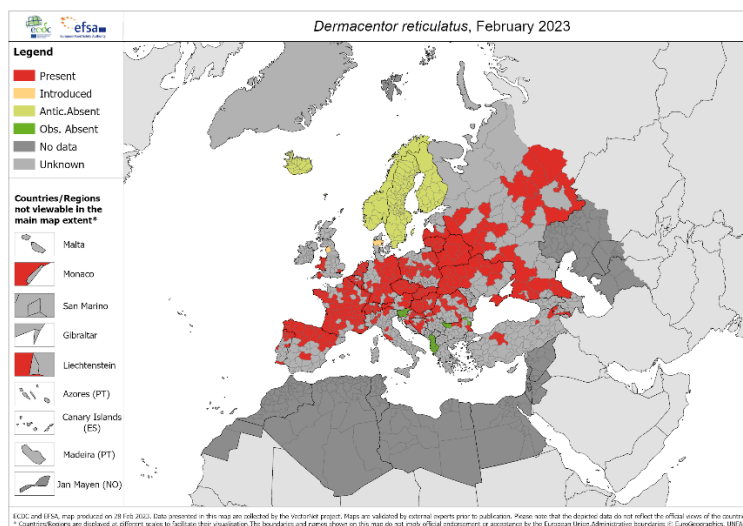 ecdc efsa
European Food Safety Authority
Dermacentor reticulatus, February 2023
Legend
Present
Introduced
Antic.Absent
Obs. Absent
No data
Unknown
Countries/Regions
not viewable in the
main map extent*
Malta
Monaco
San Marino
Gibraltar
Liechtenstein
Azores (PT)
Canary Islands
(ES)
Madeira (PT)
Jan Mayen (NO)
ECDC and EFSA, map produced on 28 Feb 2023. Data presented in this map are collected by the VectorNet project. Maps are validated by external experts prior to publication. Please note that the depicted data do not reflect the official views of the countries.
* Countries/Regions are displayed at different scales to facilitate their visualisation. The boundaries and names shown on this map do not imply official endorsement or acceptance by the European Union. Administrative boundaries © EuroGeographics, UNFAO.